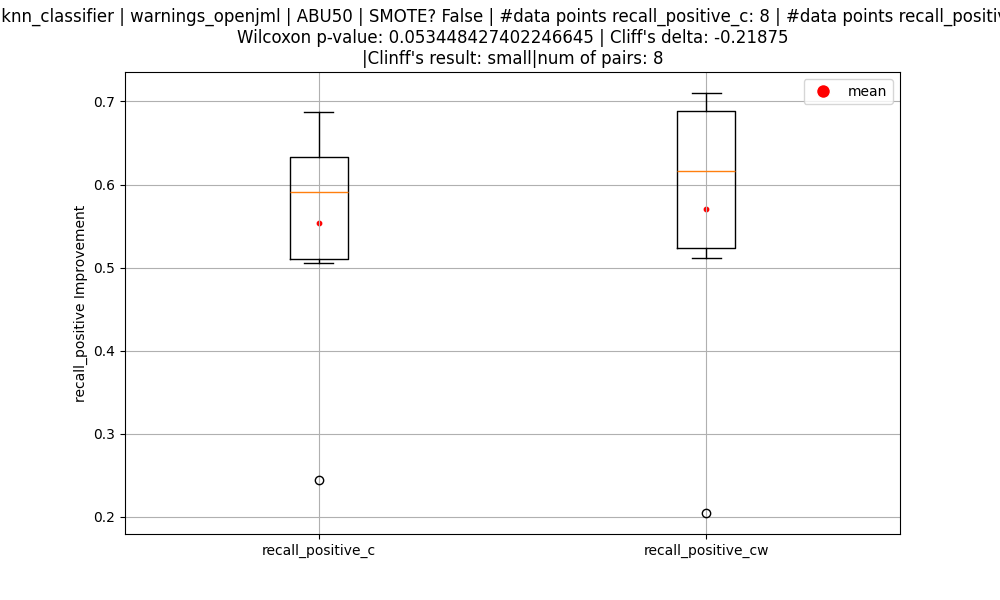 knn_classifier | warnings_openjml | ABU50 | SMOTE? False | #data points recall_positive_c: 8 | #data points
Wilcoxon p-value: 0.053448427402246645 | Cliff's delta: -0.21875
|Clinff's result: small|num of pairs: 8
mean
0.7
0.6
0.5
0.4
0.3
0.2
recall_positive Improvement
recall_positive_c
recall_positive_cw